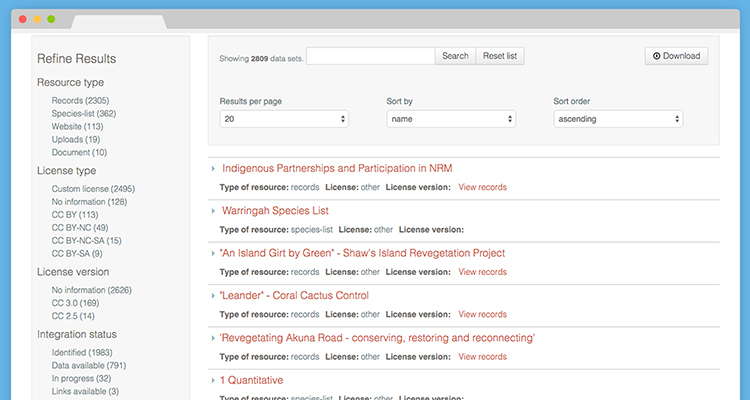 Refine Results
Resource type
Records (2305)
Species-list (362)
Website (113)
Uploads (19)
Document (10)
License type
Custom license (2495)
No information (128)
CC BY (113)
CC BY-NC (49)
CC BY-NC-SA (15)
CC BY-SA (9)
License version
No information (2626)
CC 3.0 (169)
CC 2.5 (14)
Integration status
Identified (1983)
Data available (791)
In progress (32)
Links available (3)
Showing 2809 data sets. Search Reset list Download
Results per page Sort by Sort order
20 name ascending
Indigenous Partnerships and Participation in NRM
Type of resource: records License: other License version: View records
Warringah Species List
Type of resource: species-list License: other License version:
"An Island Girt by Green" - Shaw's Island Revegetation Project
Type of resource: records License: other License version: View records
"Leander" - Coral Cactus Control
Type of resource: records License: other License version: View records
'Revegetating Akuna Road - conserving, restoring and reconnecting'
Type of resource: records License: other License version: View records
1 Quantitative
Type of resource: species-list License: other License version: